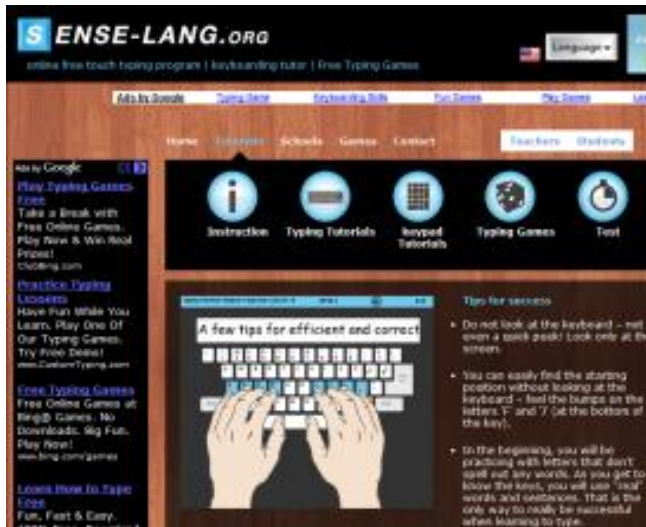 SENSE-LANG.ORG
online free touch typing program | keyboarding tutor | Free Typing Games
Language
Ads by Google Typing Game Keyboarding Skills Fun Games Play Games
Home Tutorials Schools Games Contact
Teachers Students
Ads by Google
Play Typing Games
Free
Take a Break with
Free Online Games.
Play Now & Win Real
Prizes!
ClubBing.com
Practice Typing
Lessons
Have Fun While You
Learn. Play One Of
Our Typing Games.
Try Free Demo!
www.CustomTyping.com
Free Typing Games
Free Online Games at
Bing® Games. No
Downloads. Big Fun.
Play Now!
www.bing.com/games
Learn How to Type
Free
Fun, Fast & Easy.
Instruction Typing Tutorials keypad Typing Games Test
Tutorials
A few tips for efficient and correct
Tips for success
• Do not look at the keyboard – not
even a quick peak! Look only at the
screen.
• You can easily find the starting
position without looking at the
keyboard – feel the bumps on the
letters 'F' and 'J' (at the bottom of
the key).
• In the beginning, you will be
practicing with letters that don't
spell out any words. As you get to
know the keys, you will use "real"
words and sentences. That is the
only way to really be successful
when learning to type.